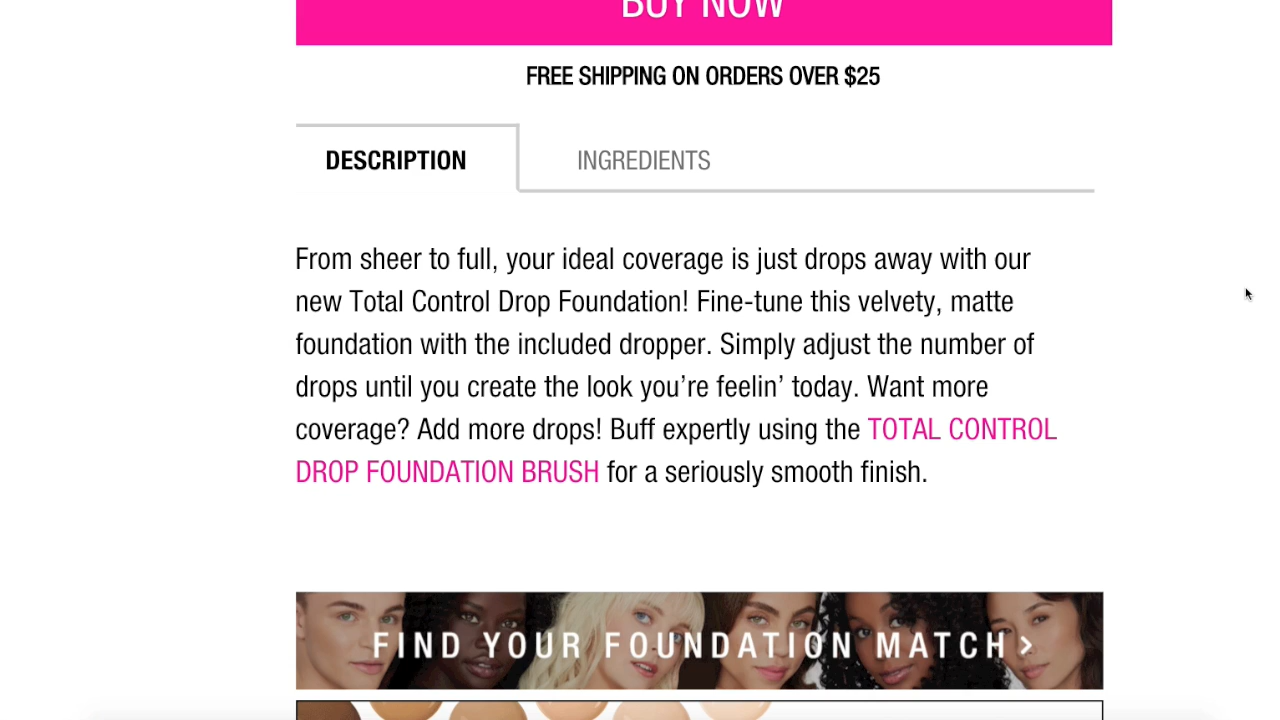 BUY NOW
FREE SHIPPING ON ORDERS OVER $25
DESCRIPTION
INGREDIENTS
From sheer to full, your ideal coverage is just drops away with our
new Total Control Drop Foundation! Fine-tune this velvety, matte
foundation with the included dropper. Simply adjust the number of
drops until you create the look you’re feelin’ today. Want more
coverage? Add more drops! Buff expertly using the TOTAL CONTROL
DROP FOUNDATION BRUSH for a seriously smooth finish.
FIND YOUR FOUNDATION MATCH >